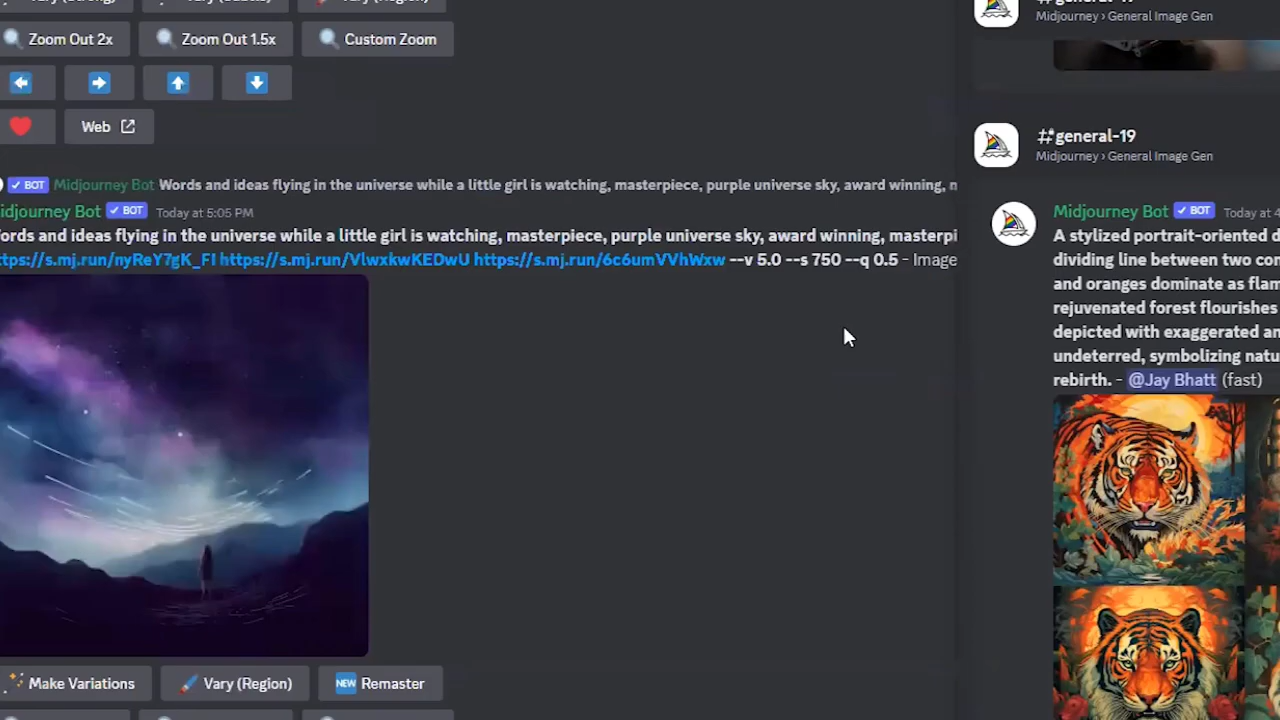 Zoom Out 2x
Zoom Out 1.5x
Custom Zoom
Web
BOT Midjourney Bot Words and ideas flying in the universe while a little girl is watching, masterpiece, purple universe sky, award winning, n
idjourney Bot BOT Today at 5:05 PM
ords and ideas flying in the universe while a little girl is watching, masterpiece, purple universe sky, award winning, masterpi
ttps://s.mj.run/nyReY7gK_FI https://s.mj.run/VlwxkwKEDwU https://s.mj.run/6c6umVVhWxw --v 5.0 --s 750 --q 0.5 - Image
Make Variations
Vary (Region)
NEW Remaster
Midjourney › General Image Gen
#general-19
Midjourney › General Image Gen
Midjourney Bot BOT Today at 4
A stylized portrait-oriented d
dividing line between two con
and oranges dominate as flam
rejuvenated forest flourishes
depicted with exaggerated an
undeterred, symbolizing natu
rebirth. - @Jay Bhatt (fast)